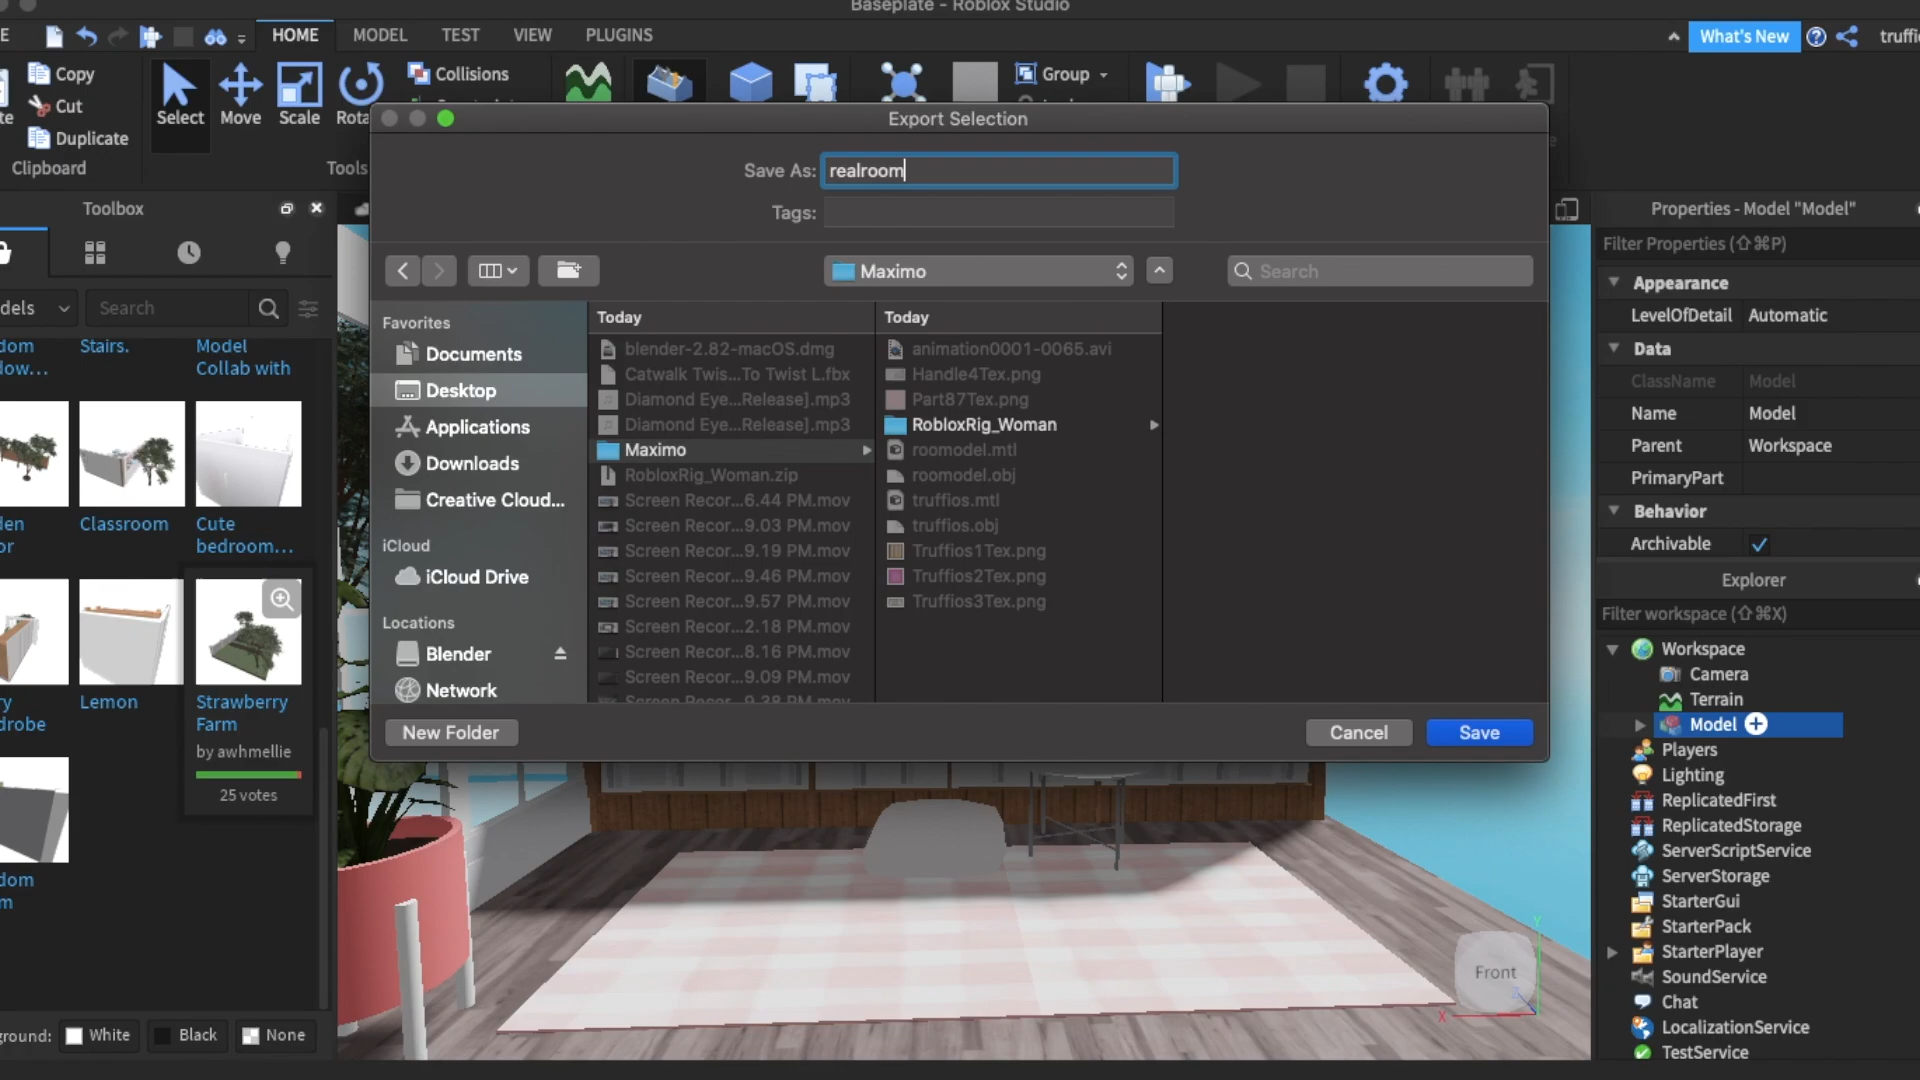 Baseplate - Roblox Studio
HOME
MODEL
TEST
VIEW
PLUGINS
What's New
Copy
Cut
Duplicate
Clipboard
Select
Move
Scale
Tools
Collisions
Group
Export Selection
Save As:
realroom
Tags:
Maximo
Search
Favorites
Documents
Desktop
Applications
Downloads
Creative Cloud...
iCloud
iCloud Drive
Locations
Blender
Network
Today
blender-2.82-macOS.dmg
Catwalk Twis...To Twist L.fbx
Diamond Eye...Release].mp3
Diamond Eye...Release].mp3
Maximo
RobloxRig_Woman.zip
Screen Recor...6.44 PM.mov
Screen Recor...9.03 PM.mov
Screen Recor...9.19 PM.mov
Screen Recor...9.46 PM.mov
Screen Recor...9.57 PM.mov
Screen Recor...2.18 PM.mov
Screen Recor...8.16 PM.mov
Screen Recor...9.09 PM.mov
Screen Recor...9.38 PM.mov
Today
animation0001-0065.avi
Handle4Tex.png
Part87Tex.png
RobloxRig_Woman
roomodel.mtl
roomodel.obj
truffios.mtl
truffios.obj
Truffios1Tex.png
Truffios2Tex.png
Truffios3Tex.png
New Folder
Cancel
Save
Toolbox
Search
Stairs.
Model
Collab with
Classroom
Cute
bedroom...
Lemon
Strawberry
Farm
by awhmellie
25 votes
White
Black
None
Front
X
Y
Properties - Model "Model"
Filter Properties (⇧⌘P)
Appearance
LevelOfDetail
Automatic
Data
ClassName
Model
Name
Model
Parent
Workspace
PrimaryPart
Behavior
Archivable
Explorer
Filter workspace (⇧⌘X)
Workspace
Camera
Terrain
Model
Players
Lighting
ReplicatedFirst
ReplicatedStorage
ServerScriptService
ServerStorage
StarterGui
StarterPack
StarterPlayer
SoundService
Chat
LocalizationService
TestService